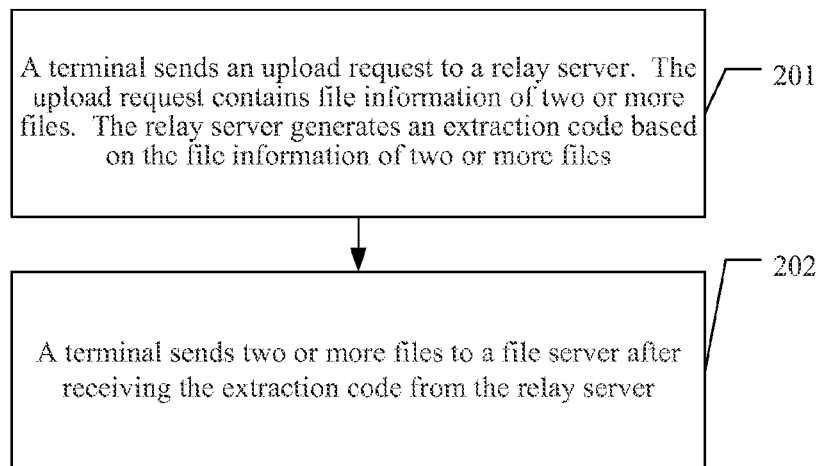 A terminal sends an upload request to a relay server. The
upload request contains file information of two or more
files. The relay server generates an extraction code based
on the file information of two or more files
201
A terminal sends two or more files to a file server after
receiving the extraction code from the relay server
202